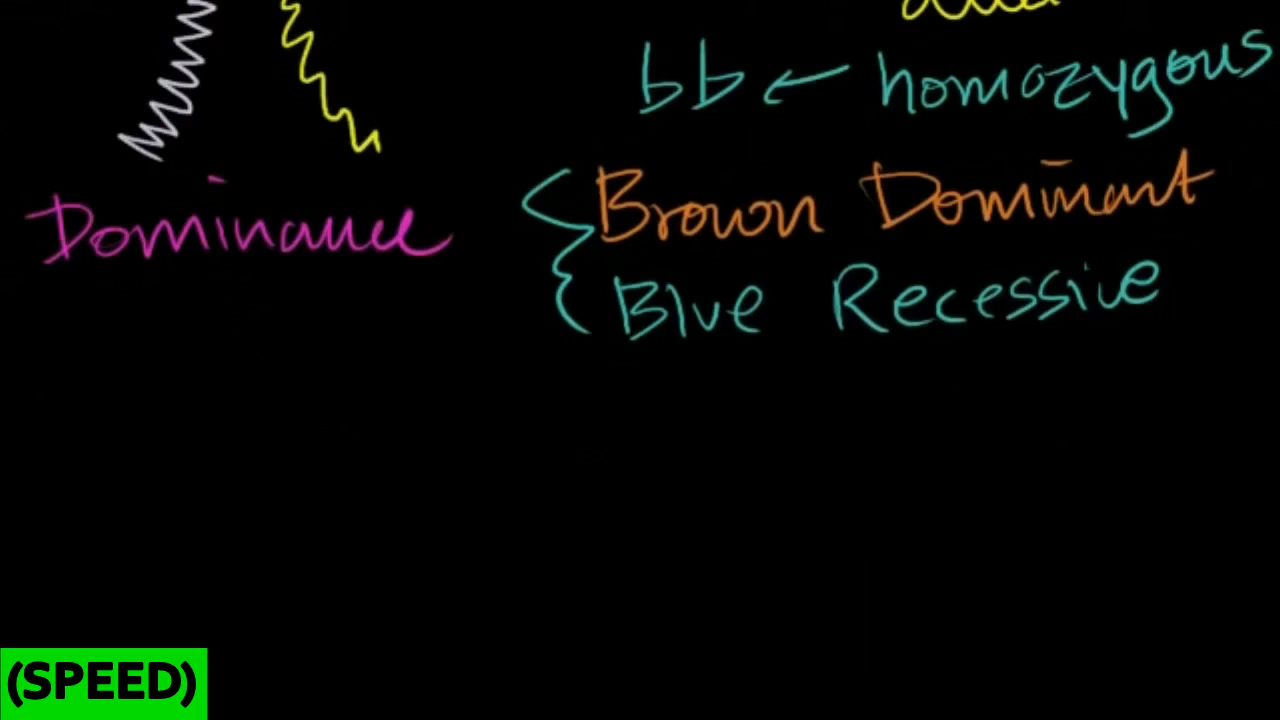 bb ← homozygous
Dominance
Brown Dominant
Blue Recessive
(SPEED)